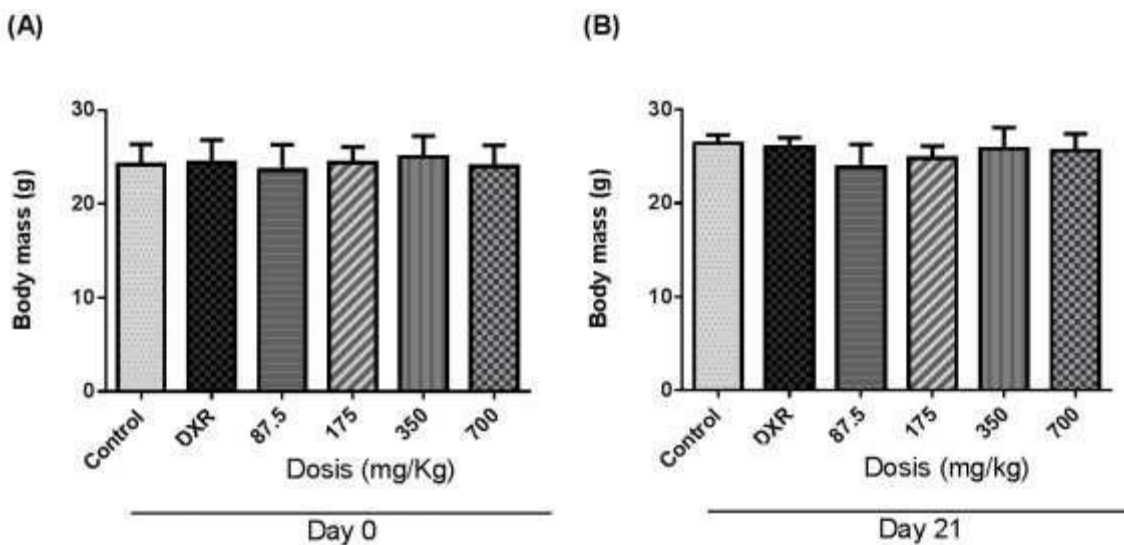 (A)
30
20
10
0
Body mass (g)
Control
DXR
87.5
175
350
700
Dosis (mg/Kg)
Day 0
(B)
30
20
10
0
Body mass (g)
Control
DXR
87.5
175
350
700
Dosis (mg/kg)
Day 21